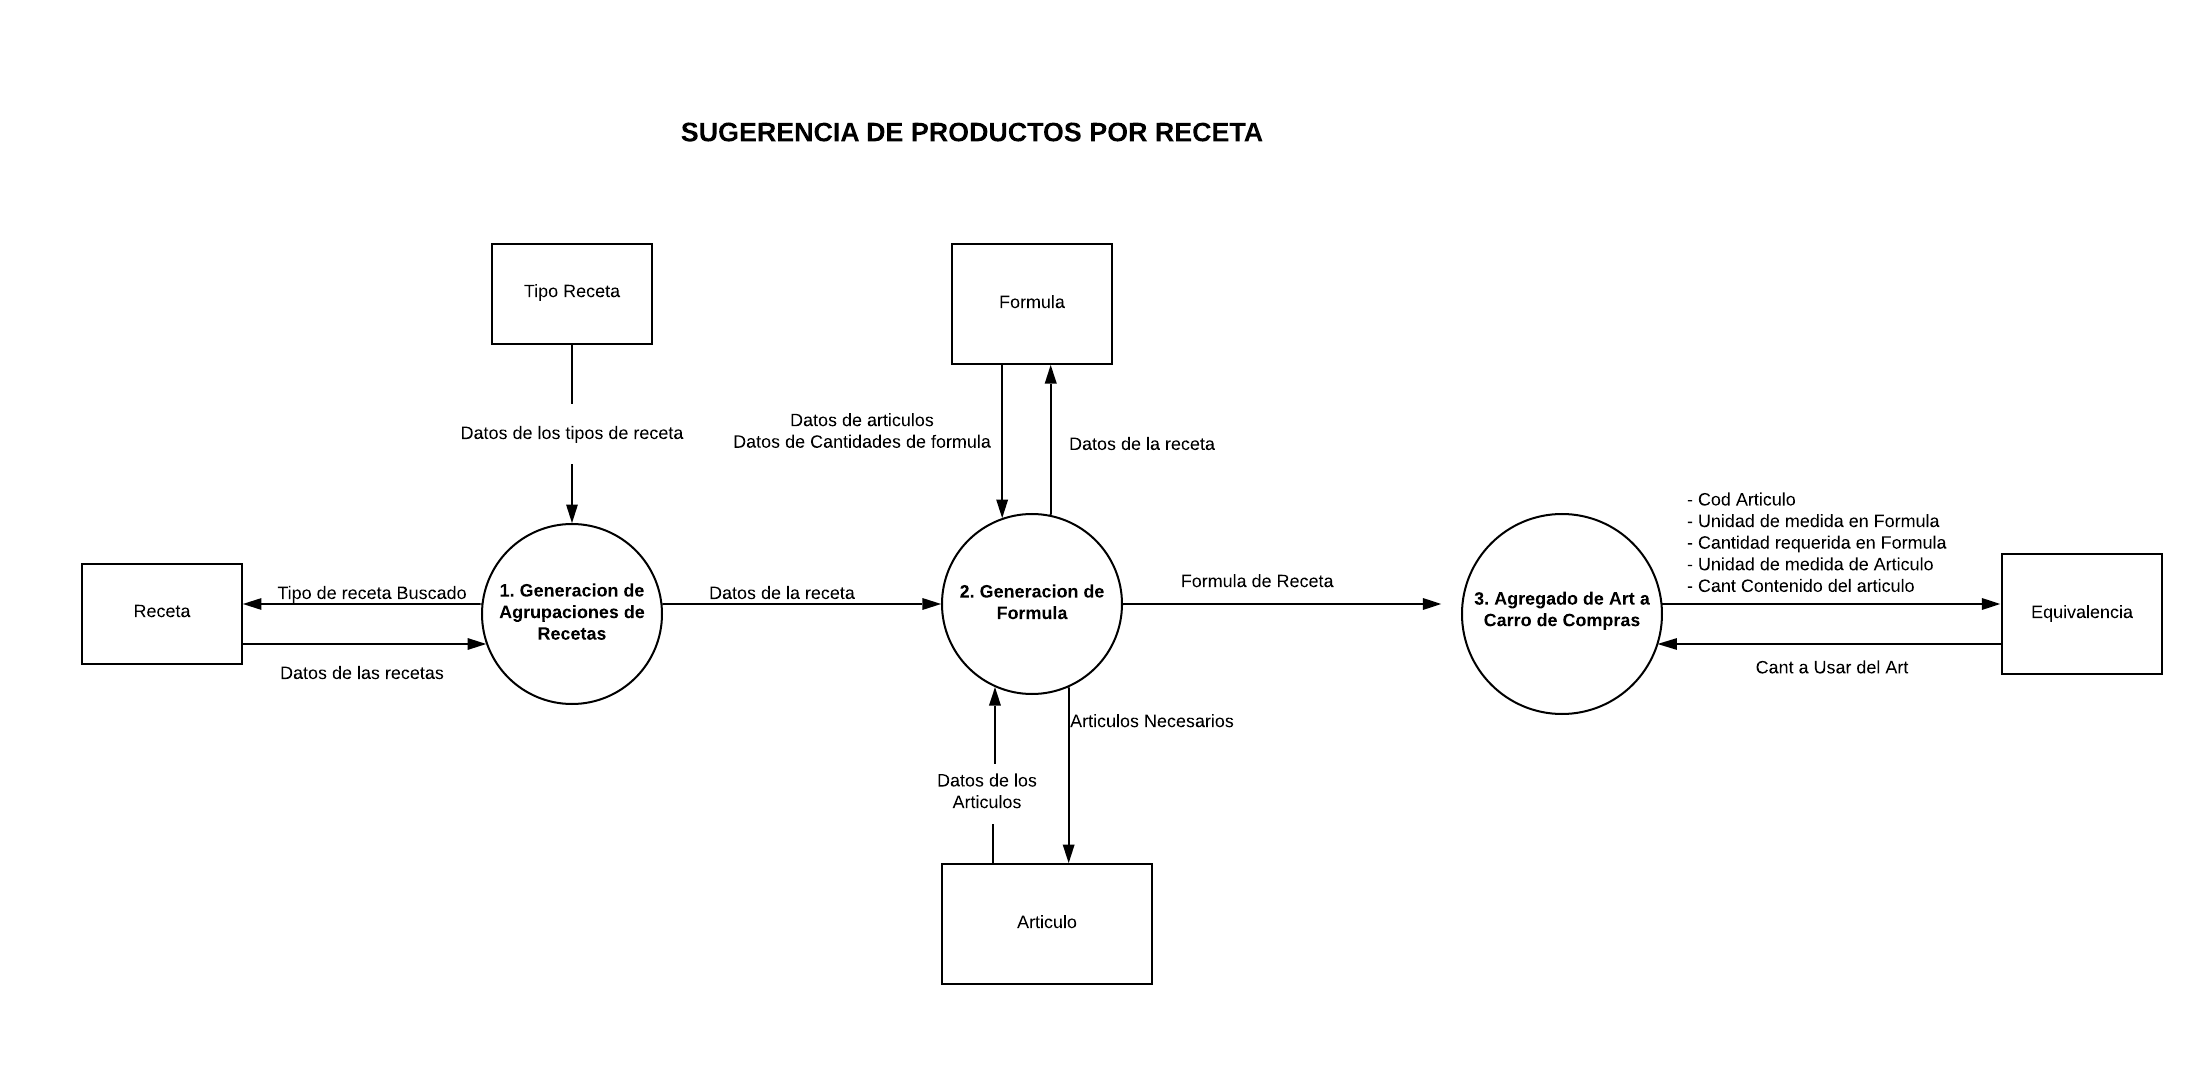 SUGERENCIA DE PRODUCTOS POR RECETA
Tipo Receta
Formula
Datos de los tipos de receta
Datos de articulos
Datos de Cantidades de formula
Datos de la receta
Receta
Tipo de receta Buscado
Datos de las recetas
1. Generacion de
Agrupaciones de
Recetas
Datos de la receta
2. Generacion de
Formula
Formula de Receta
3. Agregado de Art a
Carro de Compras
- Cod Articulo
- Unidad de medida en Formula
- Cantidad requerida en Formula
- Unidad de medida de Articulo
- Cant Contenido del articulo
Equivalencia
Cant a Usar del Art
Articulos Necesarios
Datos de los
Articulos
Articulo